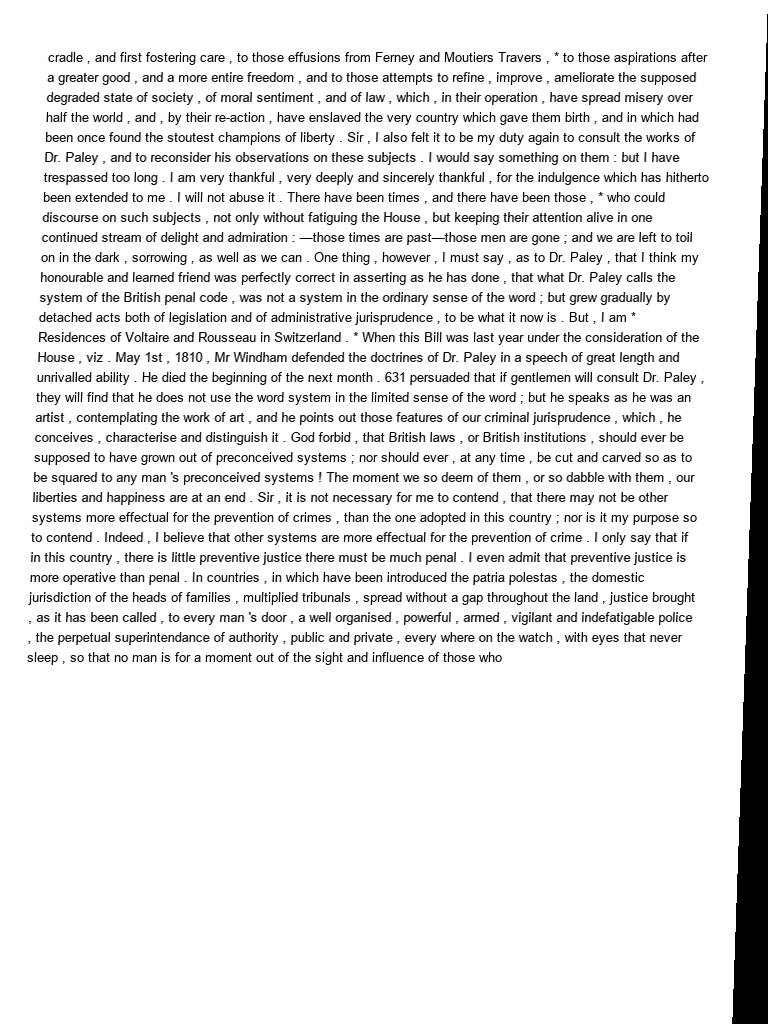 cradle , and first fostering care , to those effusions from Ferney and Moutiers Travers , * to those aspirations after
a greater good , and a more entire freedom , and to those attempts to refine , improve , ameliorate the supposed
degraded state of society , of moral sentiment , and of law , which , in their operation , have spread misery over
half the world , and , by their re-action , have enslaved the very country which gave them birth , and in which had
been once found the stoutest champions of liberty . Sir , I also felt it to be my duty again to consult the works of
Dr. Paley , and to reconsider his observations on these subjects . I would say something on them : but I have
trespassed too long . I am very thankful , very deeply and sincerely thankful , for the indulgence which has hitherto
been extended to me . I will not abuse it . There have been times , and there have been those , * who could
discourse on such subjects , not only without fatiguing the House , but keeping their attention alive in one
continued stream of delight and admiration : —those times are past—those men are gone ; and we are left to toil
on in the dark , sorrowing , as well as we can . One thing , however , I must say , as to Dr. Paley , that I think my
honourable and learned friend was perfectly correct in asserting as he has done , that what Dr. Paley calls the
system of the British penal code , was not a system in the ordinary sense of the word ; but grew gradually by
detached acts both of legislation and of administrative jurisprudence , to be what it now is . But , I am *
Residences of Voltaire and Rousseau in Switzerland . * When this Bill was last year under the consideration of the
House , viz . May 1st , 1810 , Mr Windham defended the doctrines of Dr. Paley in a speech of great length and
unrivalled ability . He died the beginning of the next month . 631 persuaded that if gentlemen will consult Dr. Paley ,
they will find that he does not use the word system in the limited sense of the word ; but he speaks as he was an
artist , contemplating the work of art , and he points out those features of our criminal jurisprudence , which , he
conceives , characterise and distinguish it . God forbid , that British laws , or British institutions , should ever be
supposed to have grown out of preconceived systems ; nor should ever , at any time , be cut and carved so as to
be squared to any man 's preconceived systems ! The moment we so deem of them , or so dabble with them , our
liberties and happiness are at an end . Sir , it is not necessary for me to contend , that there may not be other
systems more effectual for the prevention of crimes , than the one adopted in this country ; nor is it my purpose so
to contend . Indeed , I believe that other systems are more effectual for the prevention of crime . I only say that if
in this country , there is little preventive justice there must be much penal . I even admit that preventive justice is
more operative than penal . In countries , in which have been introduced the patria polestas , the domestic
jurisdiction of the heads of families , multiplied tribunals , spread without a gap throughout the land , justice brought
, as it has been called , to every man 's door , a well organised , powerful , armed , vigilant and indefatigable police
, the perpetual superintendance of authority , public and private , every where on the watch , with eyes that never
sleep , so that no man is for a moment out of the sight and influence of those who